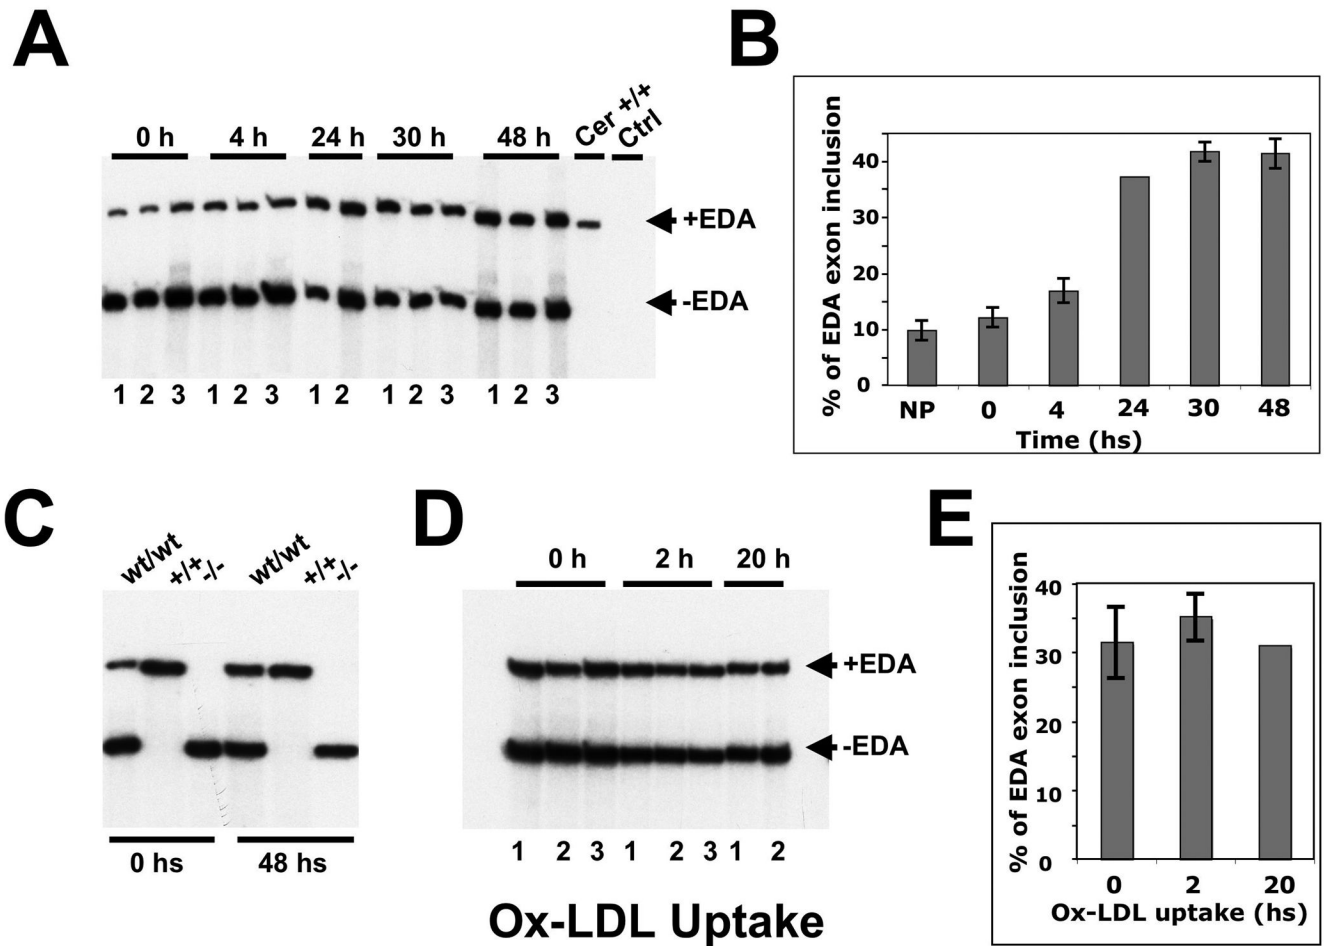 A
0 h 4 h 24 h 30 h 48 h Cer +/+ Ctrl
+EDA
-EDA
1 2 3 1 2 3 1 2 1 2 3 1 2 3
B
% of EDA exon inclusion
40
30
20
10
0
NP 0 4 24 30 48
Time (hs)
C
wt/wt +/+ -/- wt/wt +/+ -/-
0 hs 48 hs
D
0 h 2 h 20 h
+EDA
-EDA
1 2 3 1 2 3 1 2
Ox-LDL Uptake
E
% of EDA exon inclusion
40
30
20
10
0
0 2 20
Ox-LDL uptake (hs)